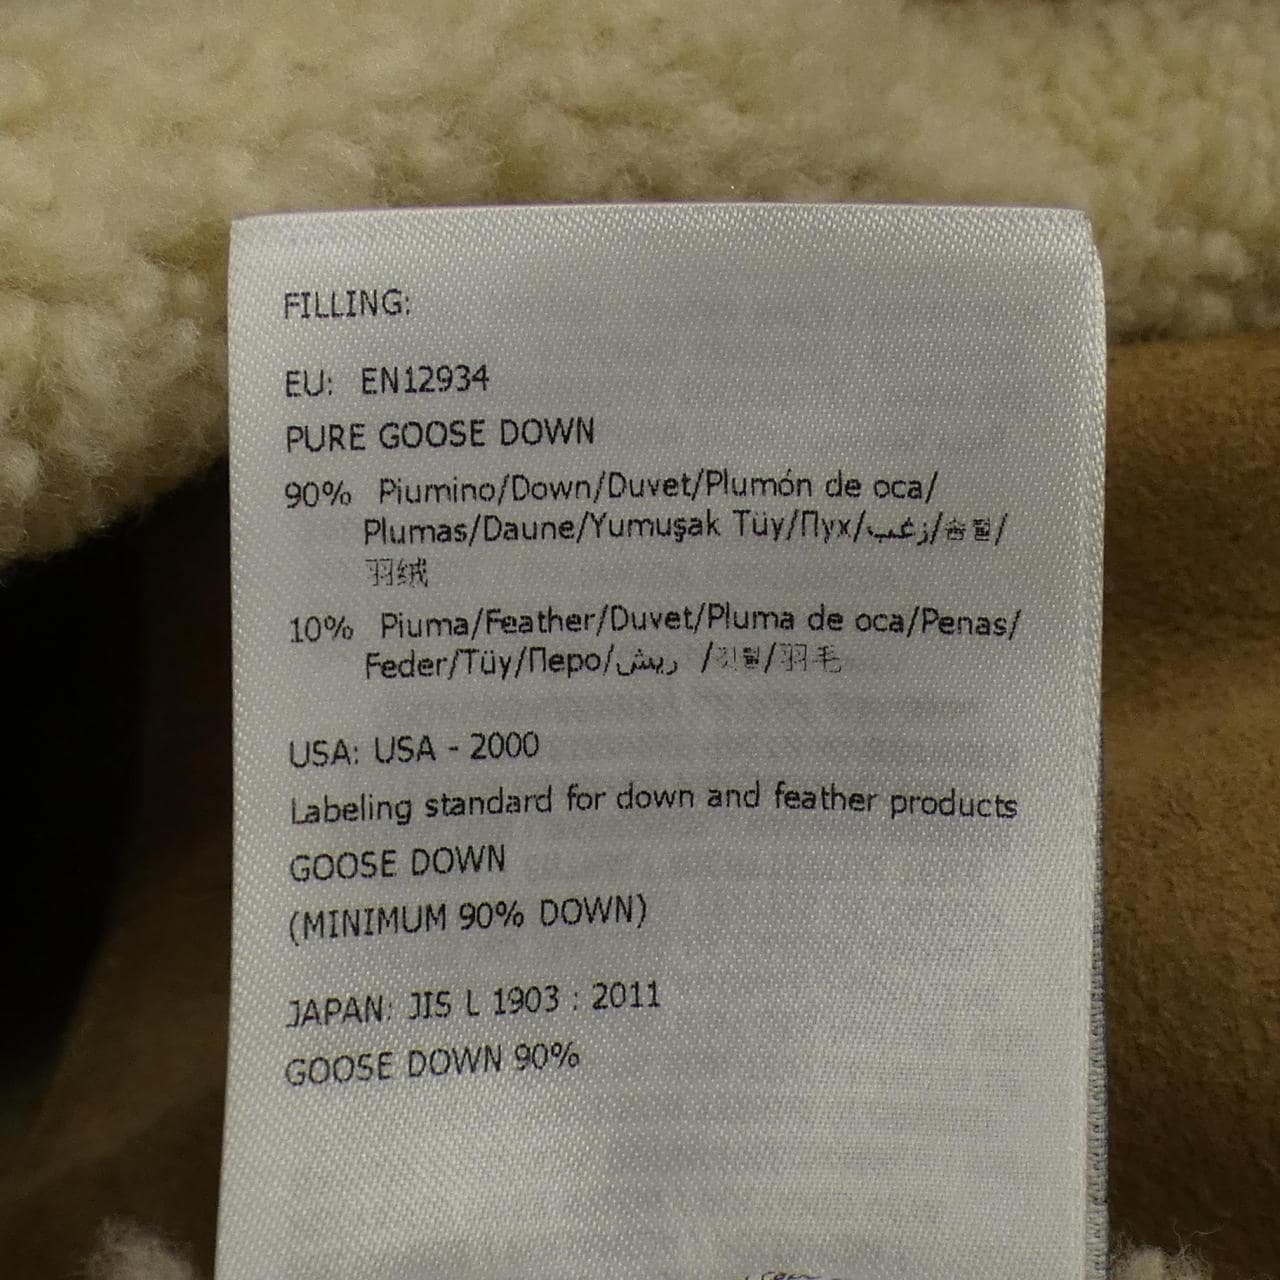 FILLING:
EU: EN12934
PURE GOOSE DOWN
90% Piumino/Down/Duvet/Plumón de oca/
Plumas/Daune/Yumuşak Tüy/Пух/زغب/솜털/
羽绒
10% Piuma/Feather/Duvet/Pluma de oca/Penas/
Feder/Tüy/Перо/ريش /깃털/羽毛
USA: USA - 2000
Labeling standard for down and feather products
GOOSE DOWN
(MINIMUM 90% DOWN)
JAPAN: JIS L 1903 : 2011
GOOSE DOWN 90%